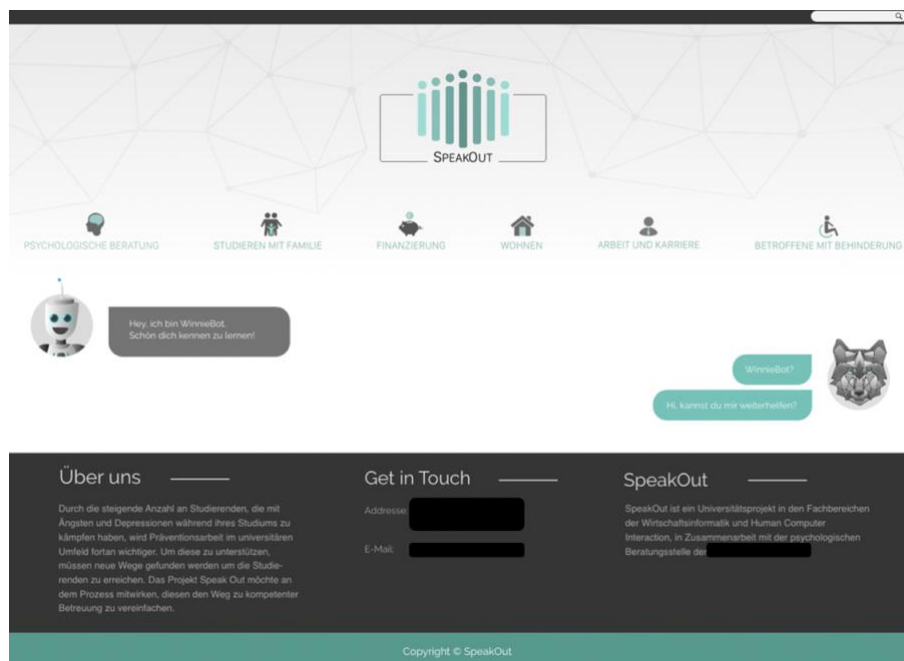 SPEAKOUT
PSYCHOLOGISCHE BERATUNG
STUDIEREN MIT FAMILIE
FINANZIERUNG
WOHNEN
ARBEIT UND KARRIERE
BETROFFENE MIT BEHINDERUNG
Hey, ich bin WinnieBot.
Schön dich kennen zu lernen!
WinnieBot?
Hi, kannst du mir weiterhelfen?
Über uns
Durch die steigende Anzahl an Studierenden, die mit
Ängsten und Depressionen während ihres Studiums zu
kämpfen haben, wird Präventionsarbeit im universitären
Umfeld fortan wichtiger. Um diese zu unterstützen,
müssen neue Wege gefunden werden um die Studie-
renden zu erreichen. Das Projekt Speak Out möchte an
dem Prozess mitwirken, diesen den Weg zu kompetenter
Betreuung zu vereinfachen.
Get in Touch
Addresse:
E-Mail:
SpeakOut
SpeakOut ist ein Universitätsprojekt in den Fachbereichen
der Wirtschaftsinformatik und Human Computer
Interaction, in Zusammenarbeit mit der psychologischen
Beratungsstelle der
Copyright © SpeakOut